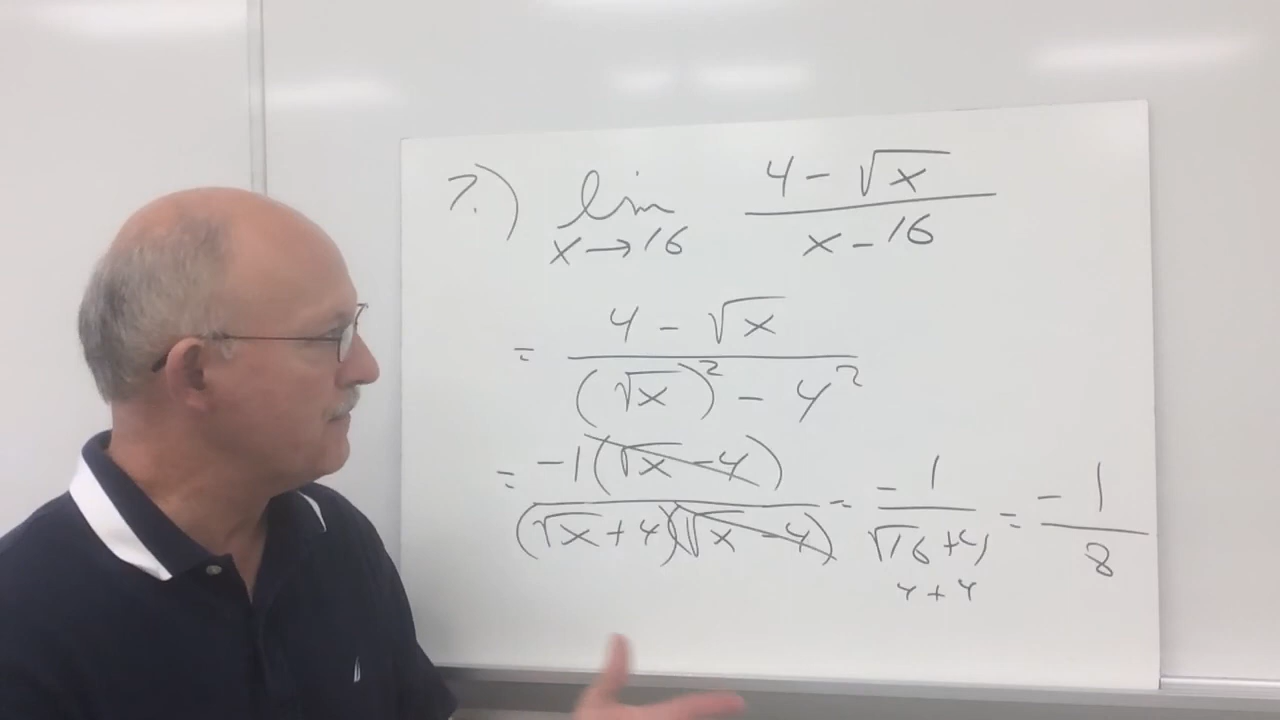 7.) lim x→16 (4 - √x)/(x - 16)
= (4 - √x)/((√x)² - 4²)
= -1(√x - 4)/((√x + 4)(√x - 4)) = -1/(√16 + 4) = -1/8
4 + 4